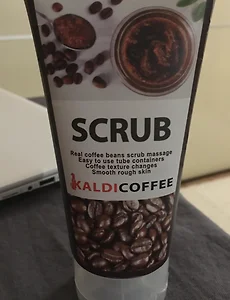 SCRUB
Real coffee beans scrub massage
Easy to use tube containers
Coffee texture changes
Smooth rough skin
KALDICOFFEE